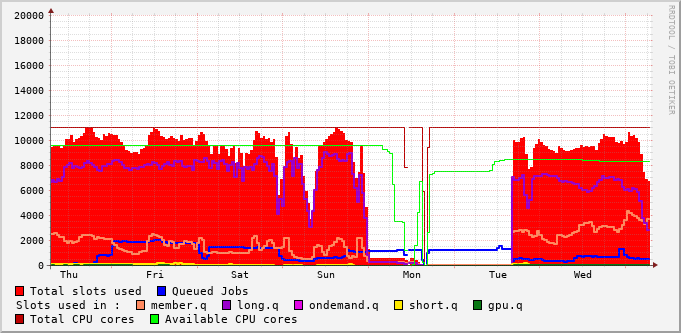 20000
18000
16000
14000
12000
10000
8000
6000
4000
2000
0
Thu Fri Sat Sun Mon Tue Wed
RRDTOOL / TOBI OETIKER
Total slots used Queued Jobs
Slots used in : member.q long.q ondemand.q short.q gpu.q
Total CPU cores Available CPU cores